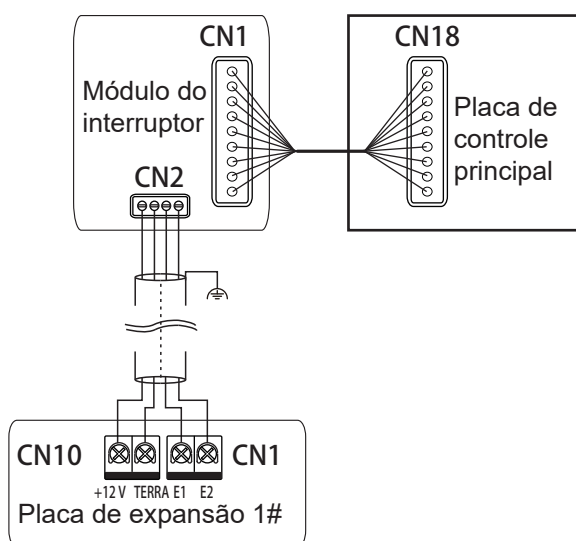 CN1
CN18
Módulo do
interruptor
Placa de
controle
principal
CN2
CN10
CN1
+12 V TERRA E1 E2
Placa de expansão 1#